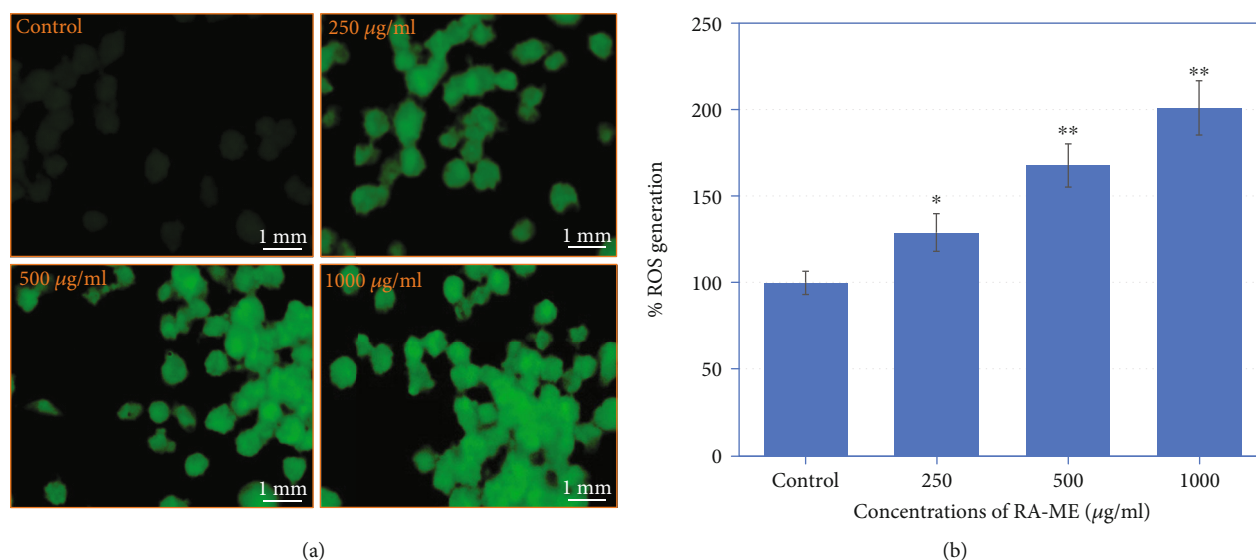 Control
250 μg/ml
1 mm
1 mm
500 μg/ml
1000 μg/ml
1 mm
1 mm
(a)
% ROS generation
250
200
150
100
50
0
*
**
**
Control
250
500
1000
Concentrations of RA-ME (μg/ml)
(b)